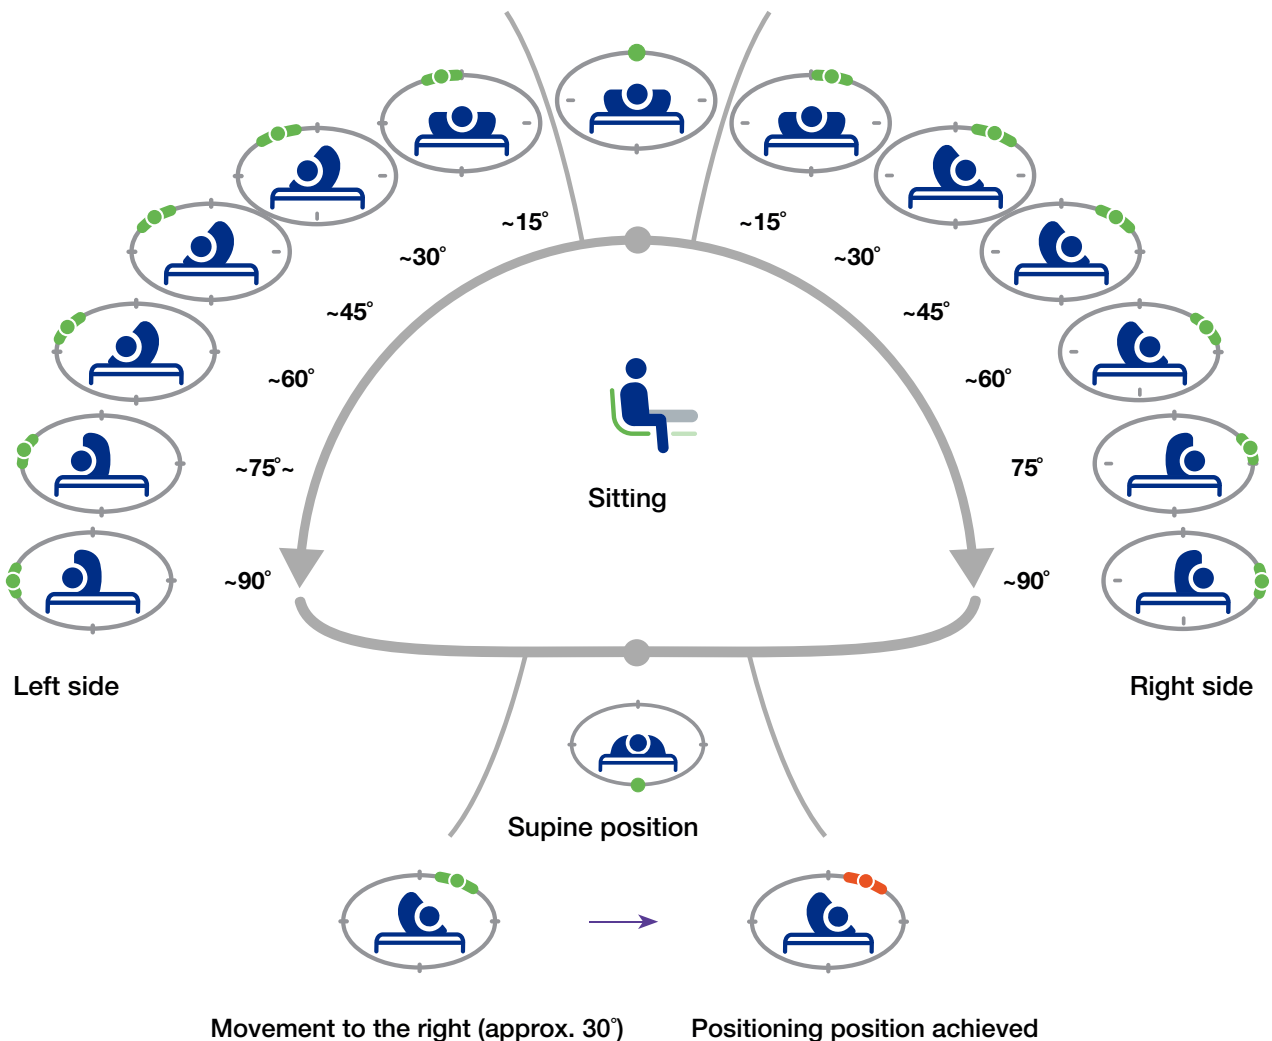 ~15° ~15°
~30° ~30°
~45° ~45°
~60° ~60°
Sitting
~75°~ 75°
~90° ~90°
Left side Right side
Supine position
Movement to the right (approx. 30°) Positioning position achieved